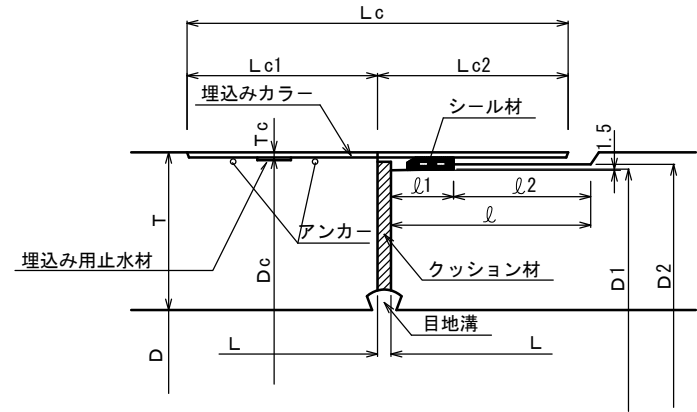 Lc
Lc1
Lc2
埋込みカラー
シール材
Tc
1.5
T
ℓ1
ℓ2
ℓ
アンカー
埋込み用止水材
Dc
クッション材
D1
D2
目地溝
D
L
L